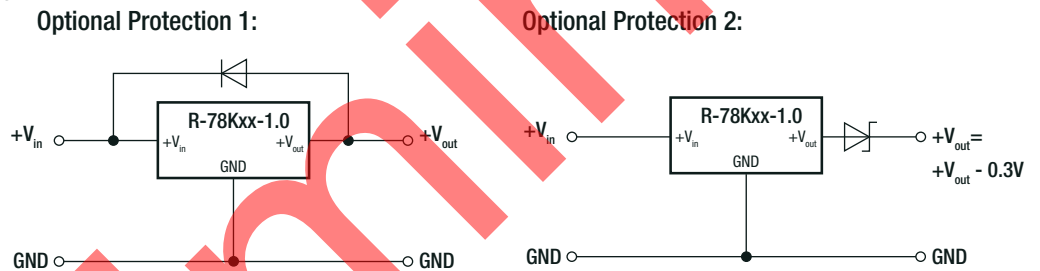 Optional Protection 1:
Optional Protection 2:
R-78Kxx-1.0
+Vin
+Vin
+Vout
+Vout
GND
GND
GND
R-78Kxx-1.0
+Vin
+Vin
+Vout
+Vout=
+Vout - 0.3V
GND
GND
GND